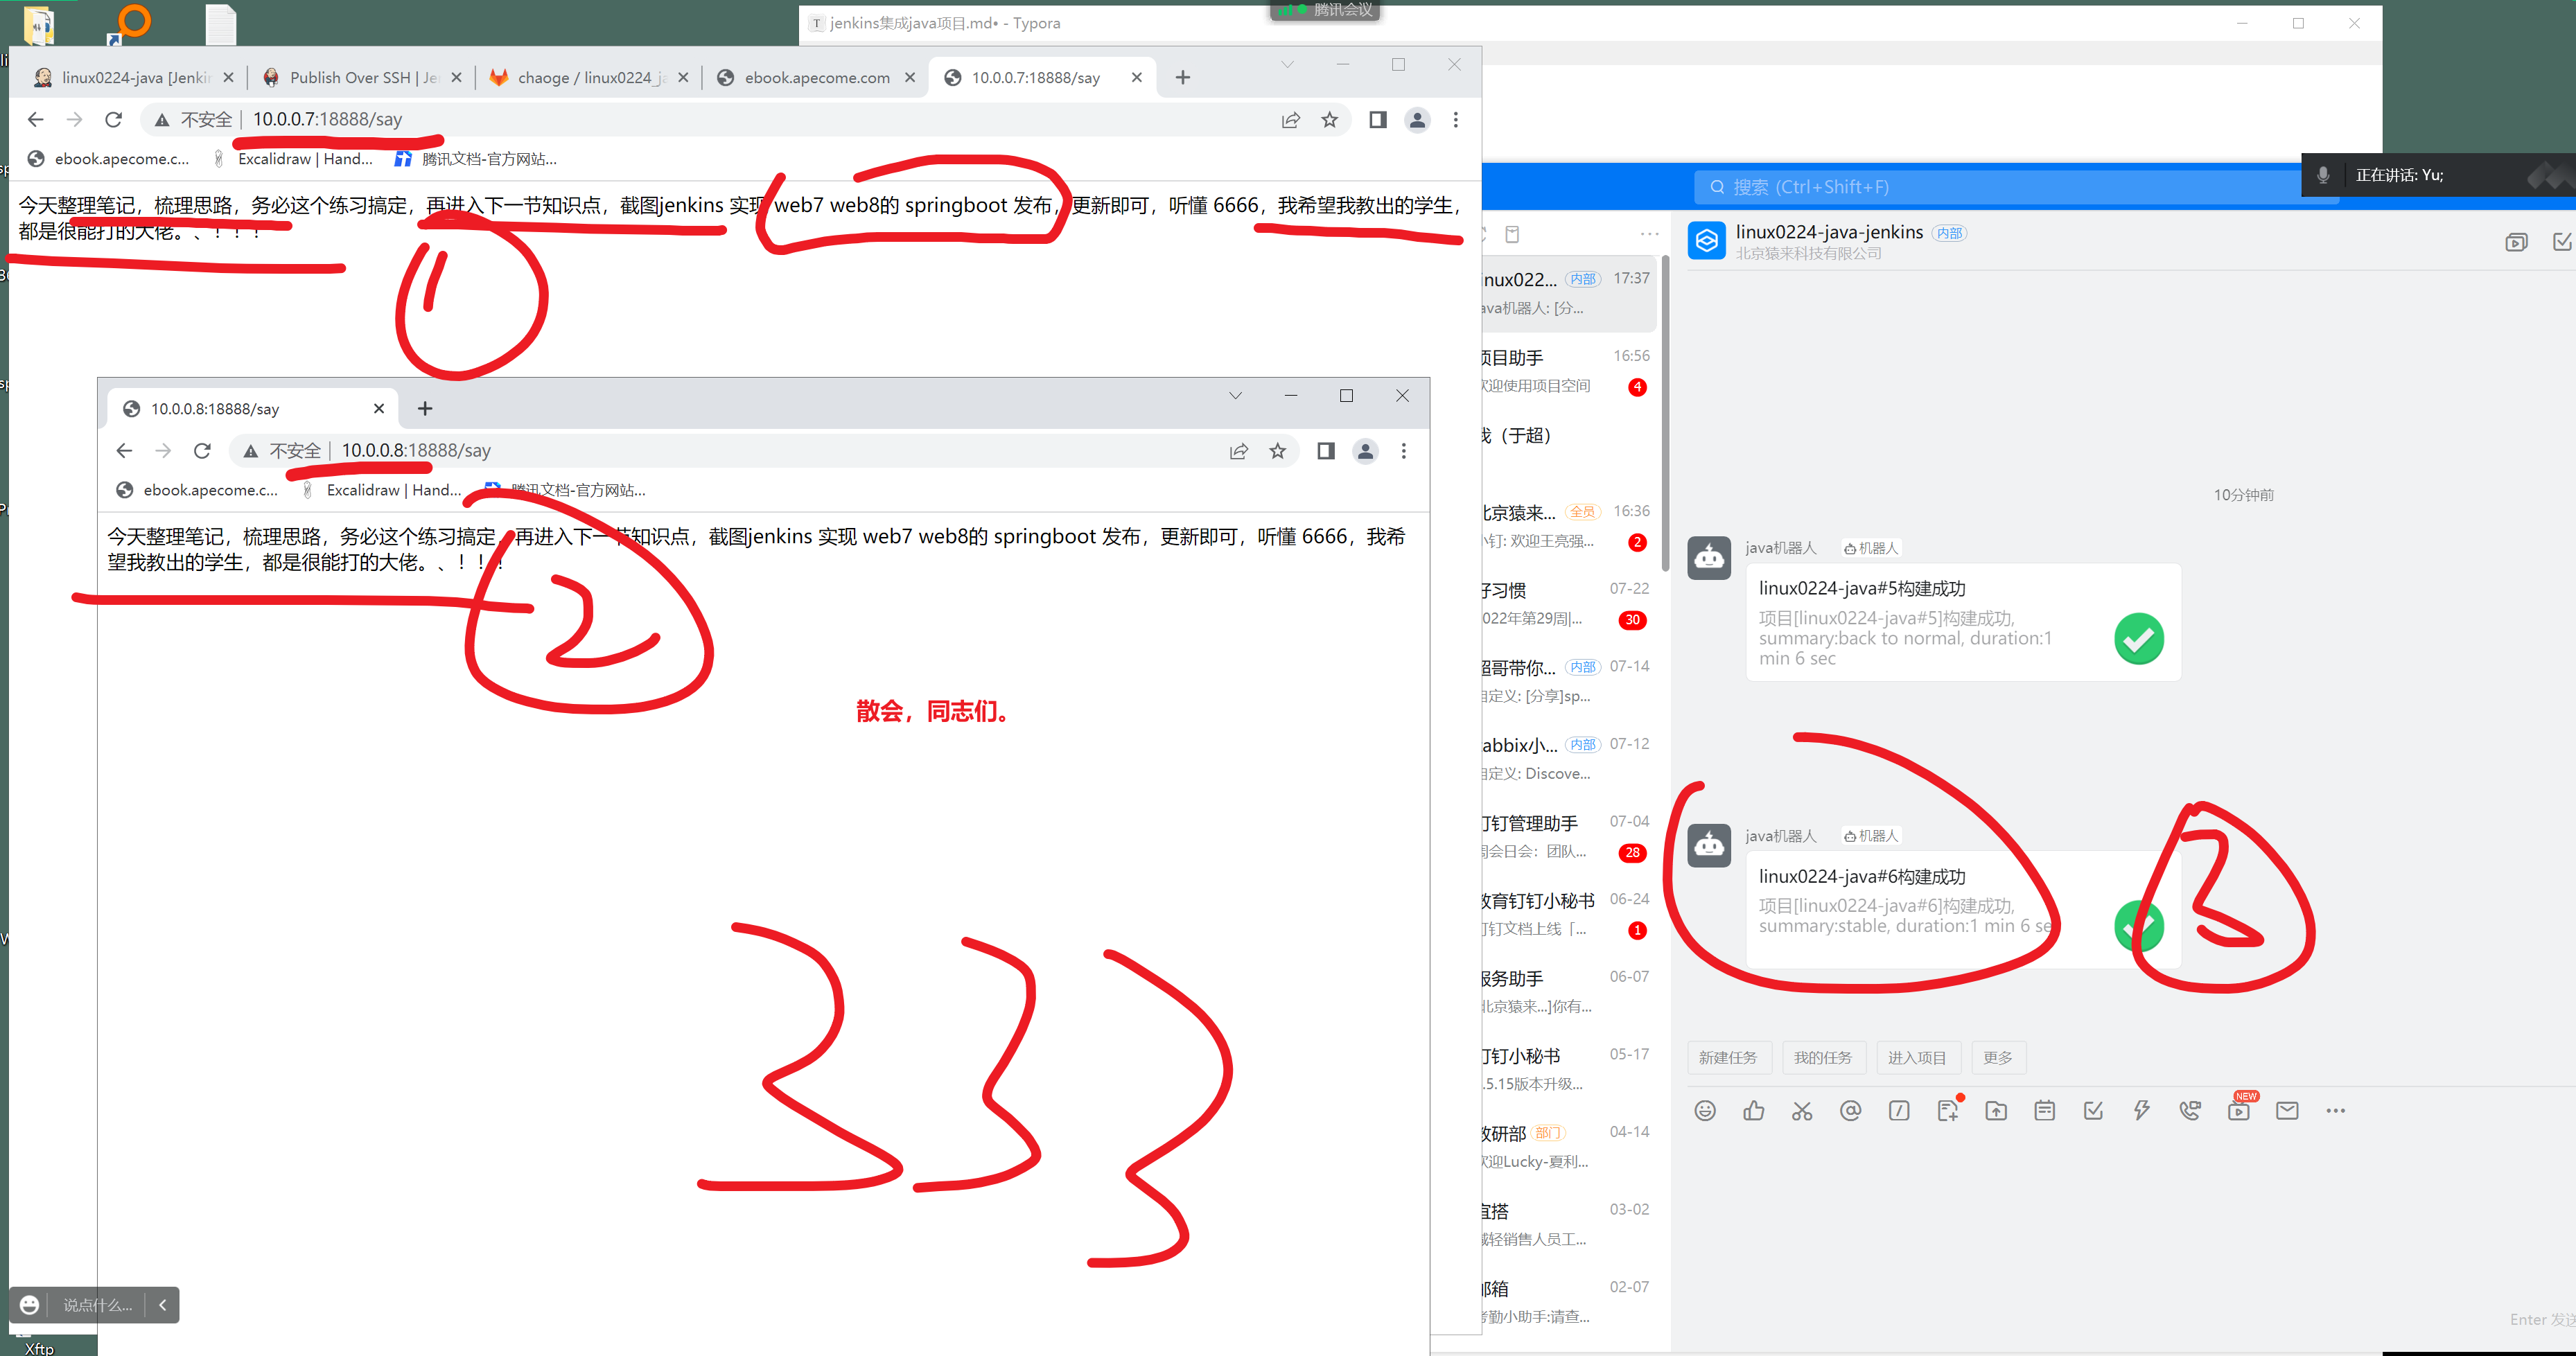 jenkins集成java项目.md• - Typora
腾讯会议
linux0224-java [Jenki
Publish Over SSH | Je
chaoge / linux0224_ja
ebook.apecome.com
10.0.0.7:18888/say
不安全 | 10.0.0.7:18888/say
ebook.apecome.c...
Excalidraw | Hand...
腾讯文档-官方网站...
今天整理笔记，梳理思路，务必这个练习搞定，再进入下一节知识点，截图jenkins 实现 web7 web8的 springboot 发布，更新即可，听懂 6666，我希望我教出的学生，
都是很能打的大佬。、！！！
1
10.0.0.8:18888/say
不安全 | 10.0.0.8:18888/say
ebook.apecome.c...
Excalidraw | Hand...
腾讯文档-官方网站...
今天整理笔记，梳理思路，务必这个练习搞定，再进入下一节知识点，截图jenkins 实现 web7 web8的 springboot 发布，更新即可，听懂 6666，我希
望我教出的学生，都是很能打的大佬。、！！！
2
散会，同志们。
说点什么...
Xftp
搜索 (Ctrl+Shift+F)
正在讲话: Yu;
inux022... 内部 17:37
ava机器人: [分...
项目助手 16:56
欢迎使用项目空间 4
我（于超）
北京猿来... 全员 16:36
小钉: 欢迎王亮强... 2
好习惯 07-22
022年第29周|... 30
超哥带你... 内部 07-14
自定义: [分享]sp...
abbix小... 内部 07-12
自定义: Discove...
钉钉管理助手 07-04
周会日会：团队... 28
教育钉钉小秘书 06-24
钉钉文档上线「... 1
服务助手 06-07
北京猿来...]你有...
钉钉小秘书 05-17
.5.15版本升级...
教研部 部门 04-14
欢迎Lucky-夏利...
宜搭 03-02
减轻销售人员工...
邮箱 02-07
考勤小助手:请查...
linux0224-java-jenkins 内部
北京猿来科技有限公司
10分钟前
java机器人 机器人
linux0224-java#5构建成功
项目[linux0224-java#5]构建成功,
summary:back to normal, duration:1
min 6 sec
java机器人 机器人
linux0224-java#6构建成功
项目[linux0224-java#6]构建成功,
summary:stable, duration:1 min 6 se
新建任务 我的任务 进入项目 更多
NEW
Enter 发送